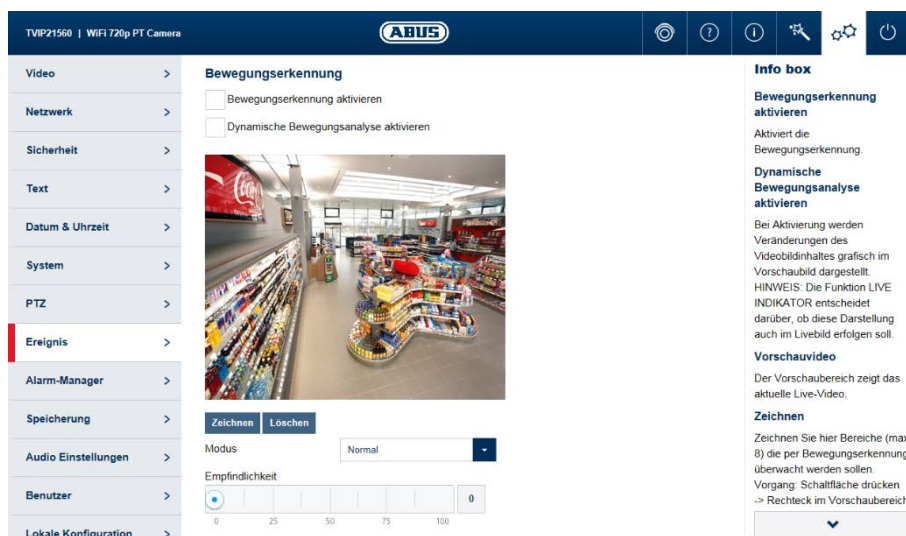 TVIP21560 | WiFi 720p PT Camera
ABUS
Video
Netzwerk
Sicherheit
Text
Datum & Uhrzeit
System
PTZ
Ereignis
Alarm-Manager
Speicherung
Audio Einstellungen
Benutzer
Lokale Konfiguration
Bewegungserkennung
Bewegungserkennung aktivieren
Dynamische Bewegungsanalyse aktivieren
Coca-Cola
Zeichnen Löschen
Modus Normal
Empfindlichkeit
0
0 25 50 75 100
Info box
Bewegungserkennung
aktivieren
Aktiviert die
Bewegungserkennung.
Dynamische
Bewegungsanalyse
aktivieren
Bei Aktivierung werden
Veränderungen des
Videobildinhaltes grafisch im
Vorschaubild dargestellt.
HINWEIS: Die Funktion LIVE
INDIKATOR entscheidet
darüber, ob diese Darstellung
auch im Livebild erfolgen soll.
Vorschauvideo
Der Vorschaubereich zeigt das
aktuelle Live-Video.
Zeichnen
Zeichnen Sie hier Bereiche (max
8) die per Bewegungserkennung
überwacht werden sollen.
Vorgang: Schaltfläche drücken
-> Rechteck im Vorschaubereich